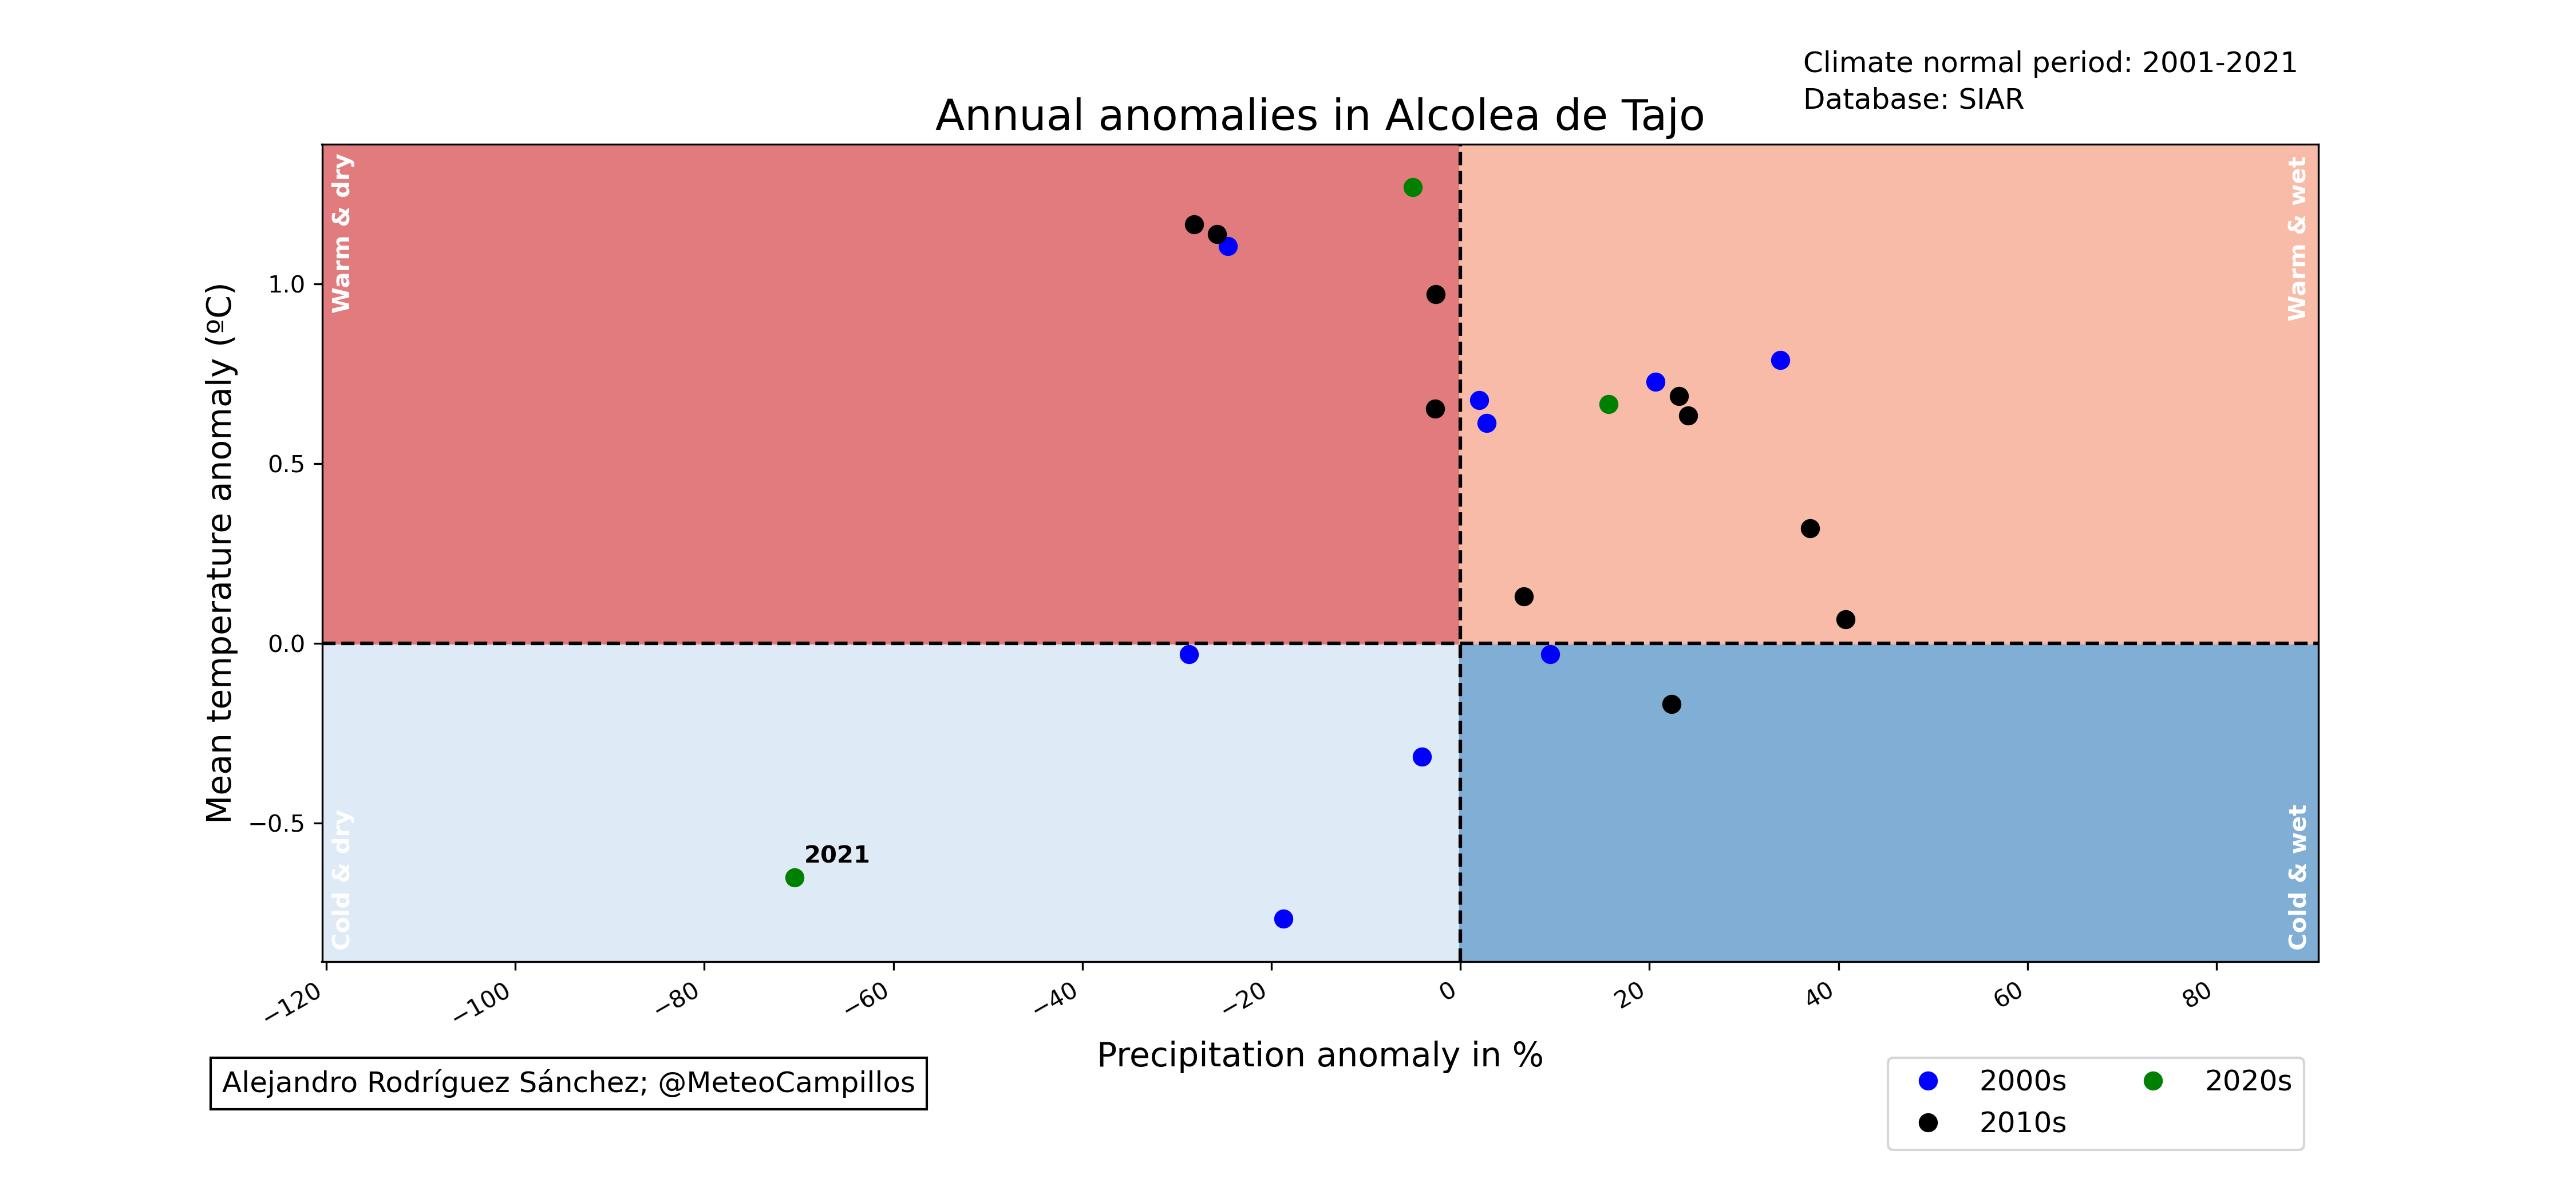 Climate normal period: 2001-2021
Database: SIAR
Annual anomalies in Alcolea de Tajo
Warm & dry
Warm & wet
Mean temperature anomaly (ºC)
1.0
0.5
0.0
−0.5
2021
Cold & dry
Cold & wet
−120 −100 −80 −60 −40 −20 0 20 40 60 80
Precipitation anomaly in %
Alejandro Rodríguez Sánchez; @MeteoCampillos
2000s 2020s
2010s